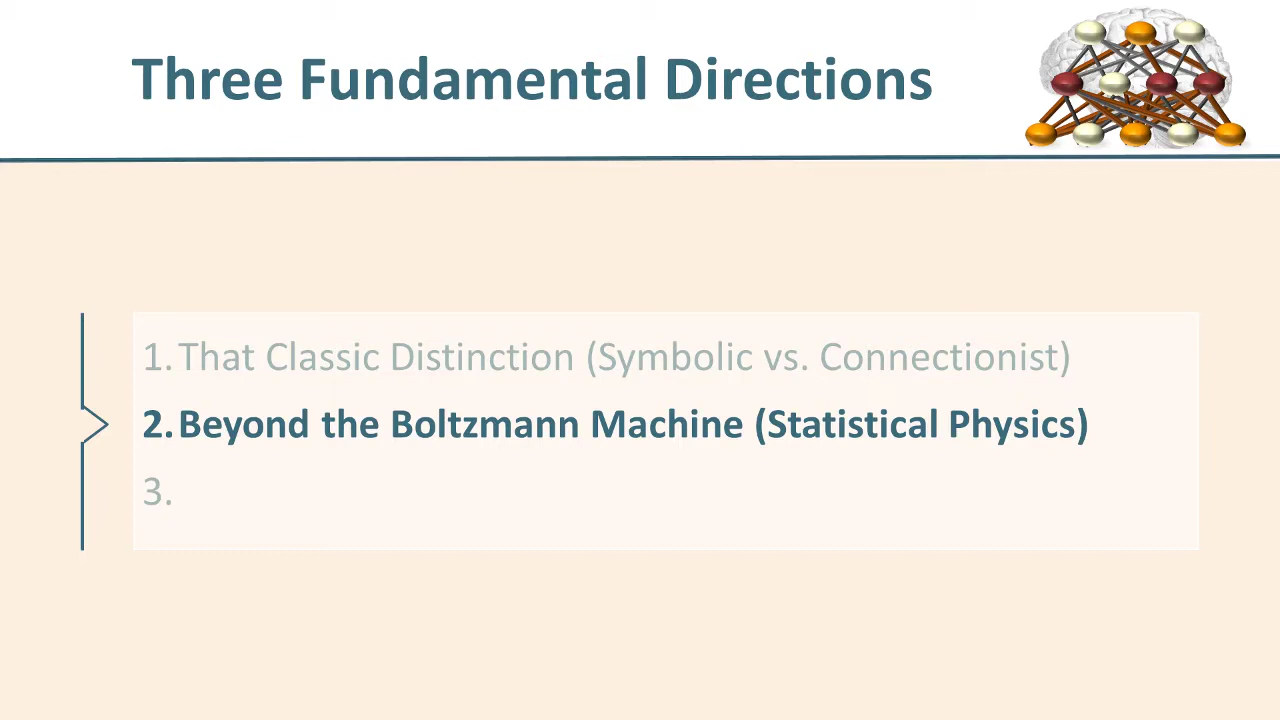 Three Fundamental Directions
1. That Classic Distinction (Symbolic vs. Connectionist)
2. Beyond the Boltzmann Machine (Statistical Physics)
3.